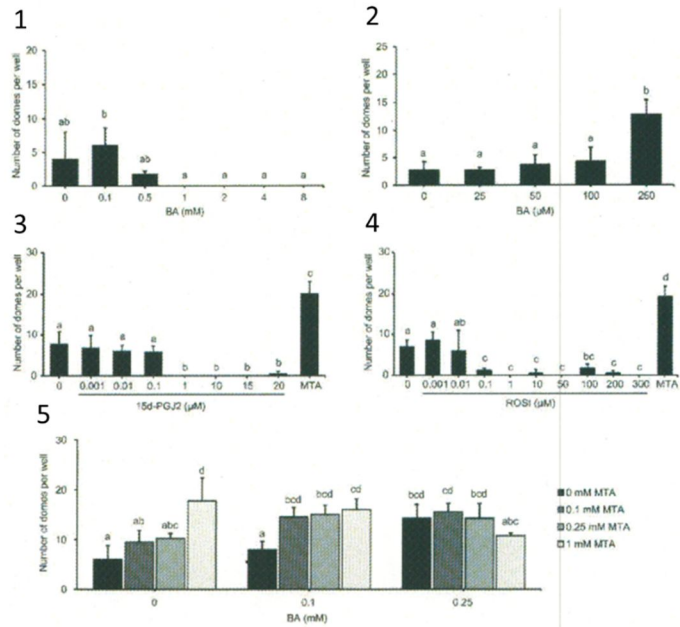 1
Number of domes per well
20
15
10
5
0
ab
b
ab
a
a
a
a
0
0.1
0.5
1
2
4
8
BA (mM)
2
Number of domes per well
25
20
15
10
5
0
a
a
a
a
b
0
25
50
100
250
BA (µM)
3
Number of domes per well
30
20
10
0
a
a
a
a
b
b
b
b
c
0
0.001
0.01
0.1
1
10
15
20
MTA
15d-PGJ2 (µM)
4
Number of domes per well
30
20
10
0
a
a
ab
c
c
c
c
bc
c
c
d
0
0.001
0.01
0.1
1
10
50
100
200
300
MTA
ROSI (µM)
5
Number of domes per well
30
20
10
0
a
ab
abc
d
a
bcd
bcd
cd
bcd
cd
bcd
abc
0
0.1
0.25
BA (mM)
0 mM MTA
0.1 mM MTA
0.25 mM MTA
1 mM MTA